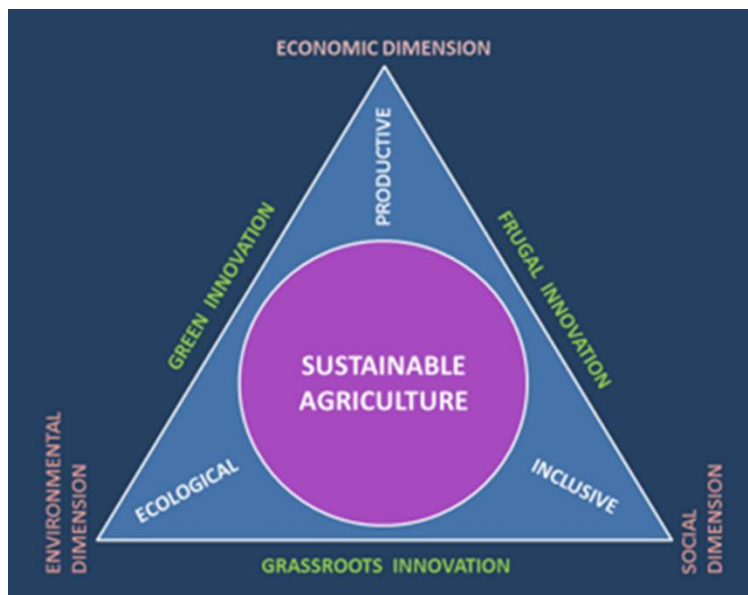 ECONOMIC DIMENSION
PRODUCTIVE
GREEN INNOVATION
FRUGAL INNOVATION
SUSTAINABLE
AGRICULTURE
ENVIRONMENTAL
DIMENSION
ECOLOGICAL
INCLUSIVE
SOCIAL
DIMENSION
GRASSROOTS INNOVATION